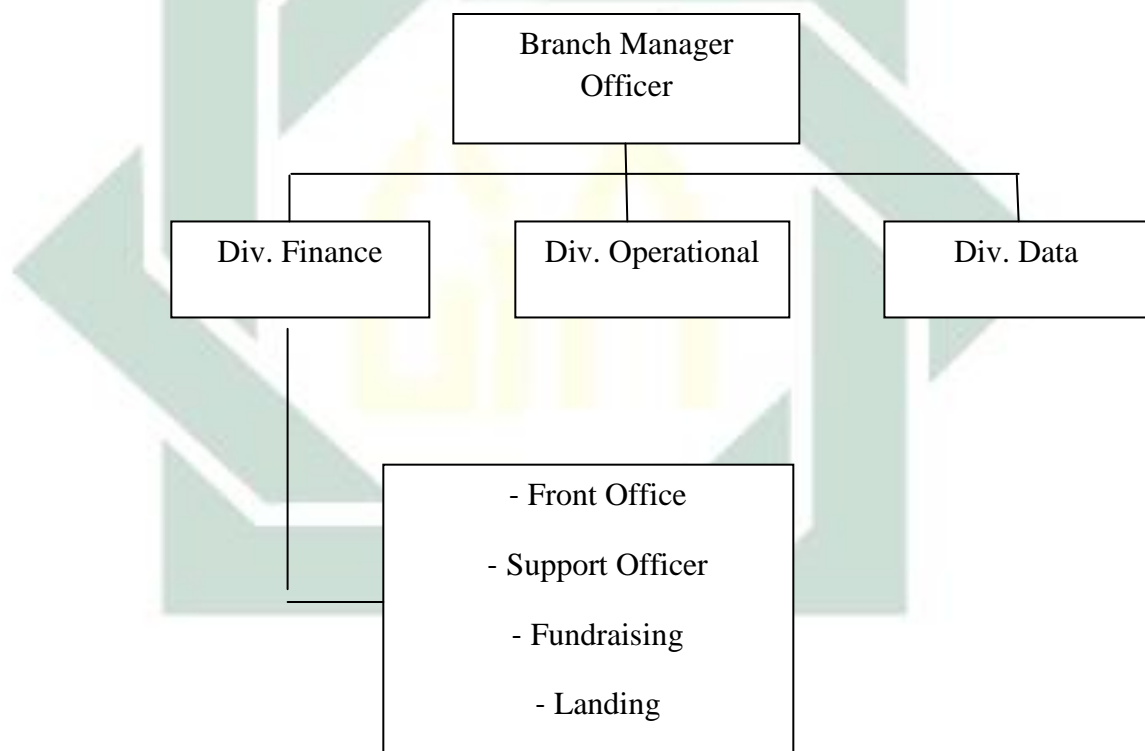 Branch Manager
Officer
Div. Finance
Div. Operational
Div. Data
- Front Office
- Support Officer
- Fundraising
- Landing